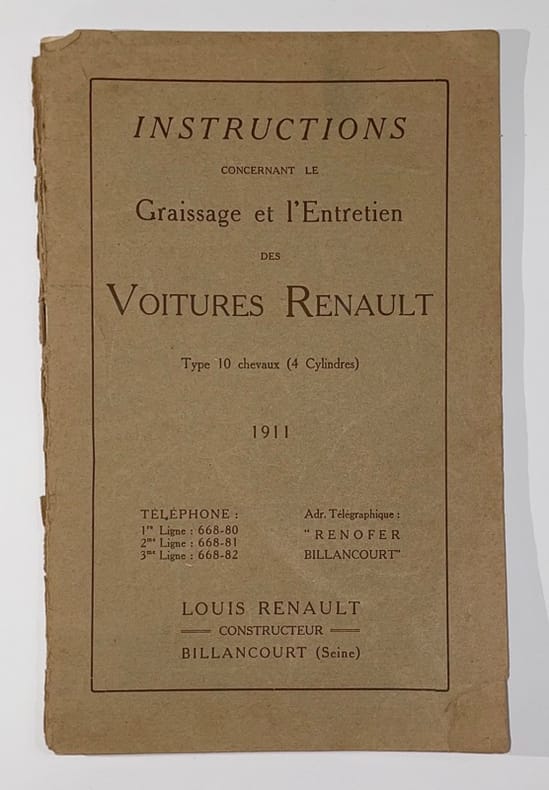 INSTRUCTIONS
CONCERNANT LE
Graissage et l'Entretien
DES
VOITURES RENAULT
Type 10 chevaux (4 Cylindres)
1911
TÉLÉPHONE :
1re Ligne : 668-80
2me Ligne : 668-81
3me Ligne : 668-82
Adr. Télégraphique :
"RENOFER
BILLANCOURT"
LOUIS RENAULT
CONSTRUCTEUR
BILLANCOURT (Seine)